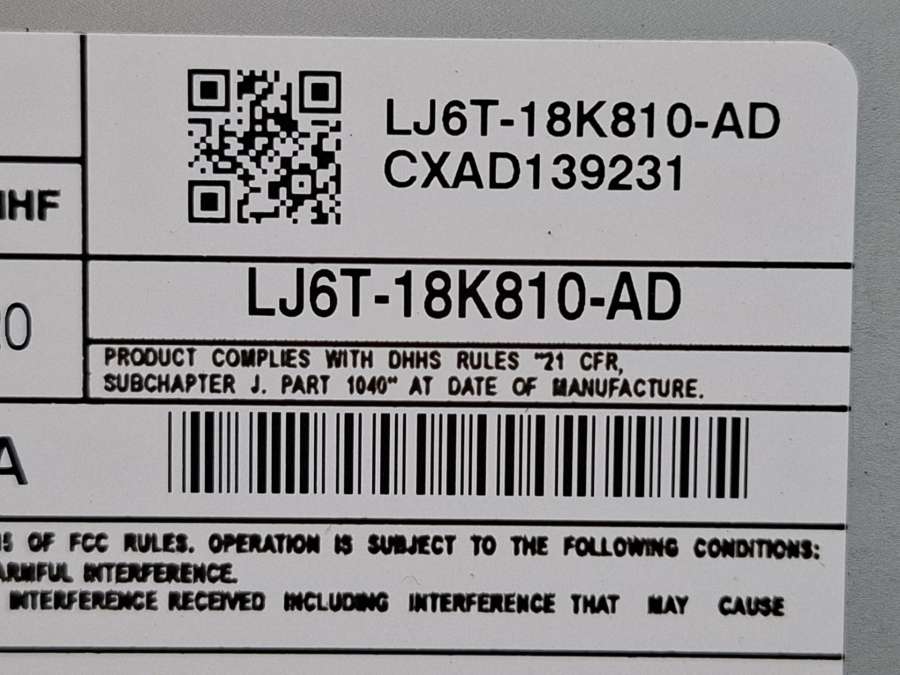 LJ6T-18K810-AD
CXAD139231
HF
LJ6T-18K810-AD
20
PRODUCT COMPLIES WITH DHHS RULES "21 CFR,
SUBCHAPTER J. PART 1040" AT DATE OF MANUFACTURE.
A
OF FCC RULES. OPERATION IS SUBJECT TO THE FOLLOWING CONDITIONS:
INTERFERENCE.
INTERFERENCE RECEIVED INCLUDING INTERFERENCE THAT MAY CAUSE